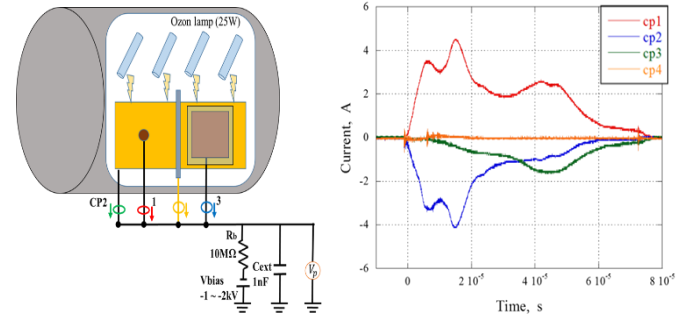 Ozon lamp (25W)
CP2
1
3
Rb
10MΩ
Vbias
-1 ~ -2kV
Cext
1nF
Vp
Current, A
6
4
2
0
-2
-4
-6
cp1
cp2
cp3
cp4
0
2 10⁻⁵
4 10⁻⁵
6 10⁻⁵
8 10⁻⁵
Time, s